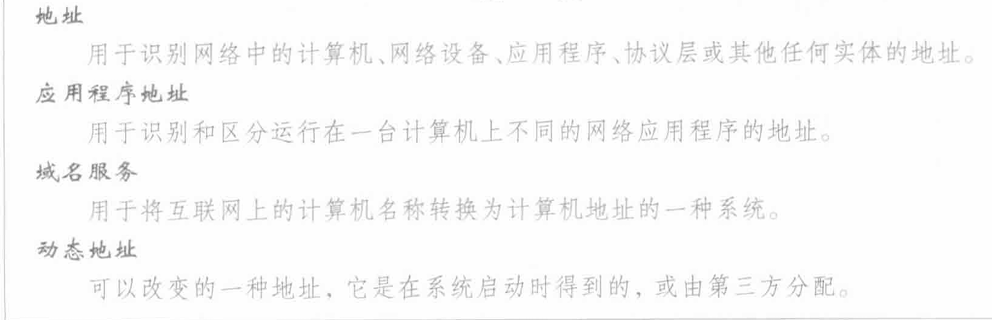 地址
用于识别网络中的计算机、网络设备、应用程序、协议层或其他任何实体的地址。
应用程序地址
用于识别和区分运行在一台计算机上不同的网络应用程序的地址。
域名服务
用于将互联网上的计算机名称转换为计算机地址的一种系统。
动态地址
可以改变的一种地址，它是在系统启动时得到的，或由第三方分配。